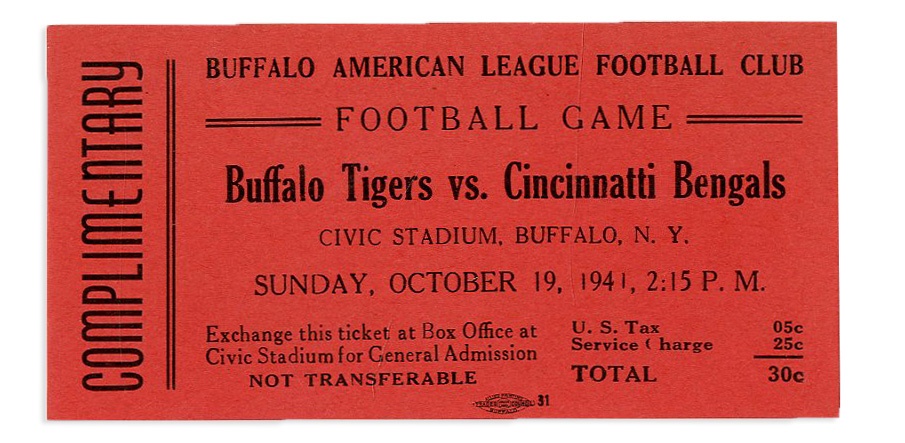 COMPLIMENTARY
BUFFALO AMERICAN LEAGUE FOOTBALL CLUB
FOOTBALL GAME
Buffalo Tigers vs. Cincinnatti Bengals
CIVIC STADIUM, BUFFALO, N. Y.
SUNDAY, OCTOBER 19, 1941, 2:15 P. M.
Exchange this ticket at Box Office at
Civic Stadium for General Admission
NOT TRANSFERABLE
U. S. Tax 05c
Service Charge 25c
TOTAL 30c
31